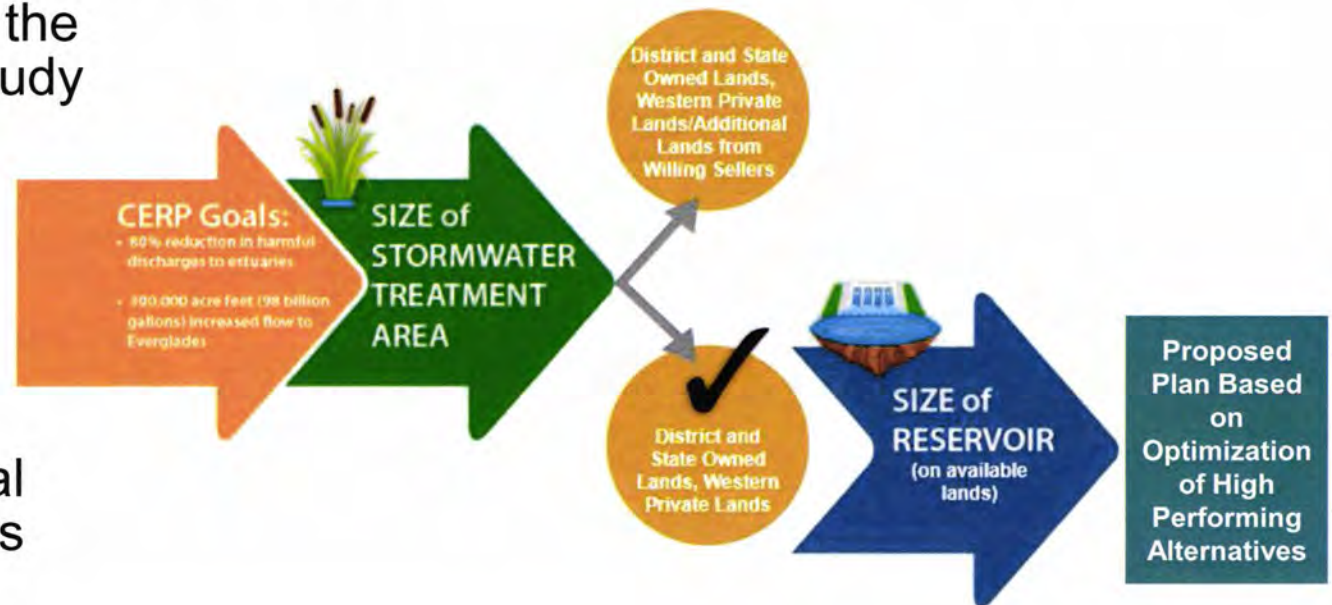 the
udy
CERP Goals:
• 80% reduction in harmful
discharges to estuaries
• 300,000 acre feet (98 billion
gallons) increased flow to
Everglades
SIZE of
STORMWATER
TREATMENT
AREA
District and State
Owned Lands,
Western Private
Lands/Additional
Lands from
Willing Sellers
District and
State Owned
Lands, Western
Private Lands
SIZE of
RESERVOIR
(on available
lands)
Proposed
Plan Based
on
Optimization
of High
Performing
Alternatives
al
s